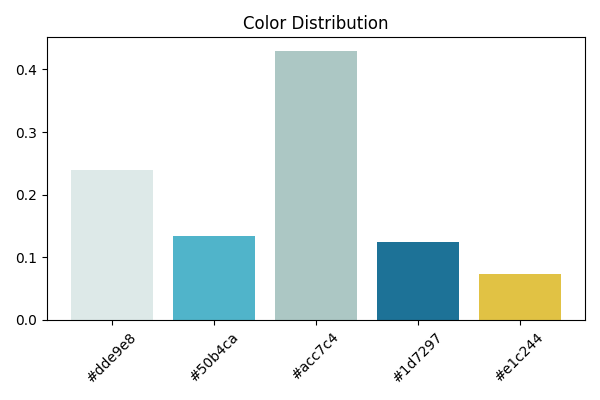 Color Distribution
0.4
0.3
0.2
0.1
0.0
#dde9e8
#50b4ca
#acc7c4
#1d7297
#e1c244